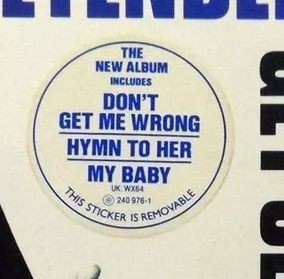 THE
NEW ALBUM
INCLUDES
DON'T
GET ME WRONG
HYMN TO HER
MY BABY
UK: WX64
℗ 240 976-1
THIS STICKER IS REMOVABLE